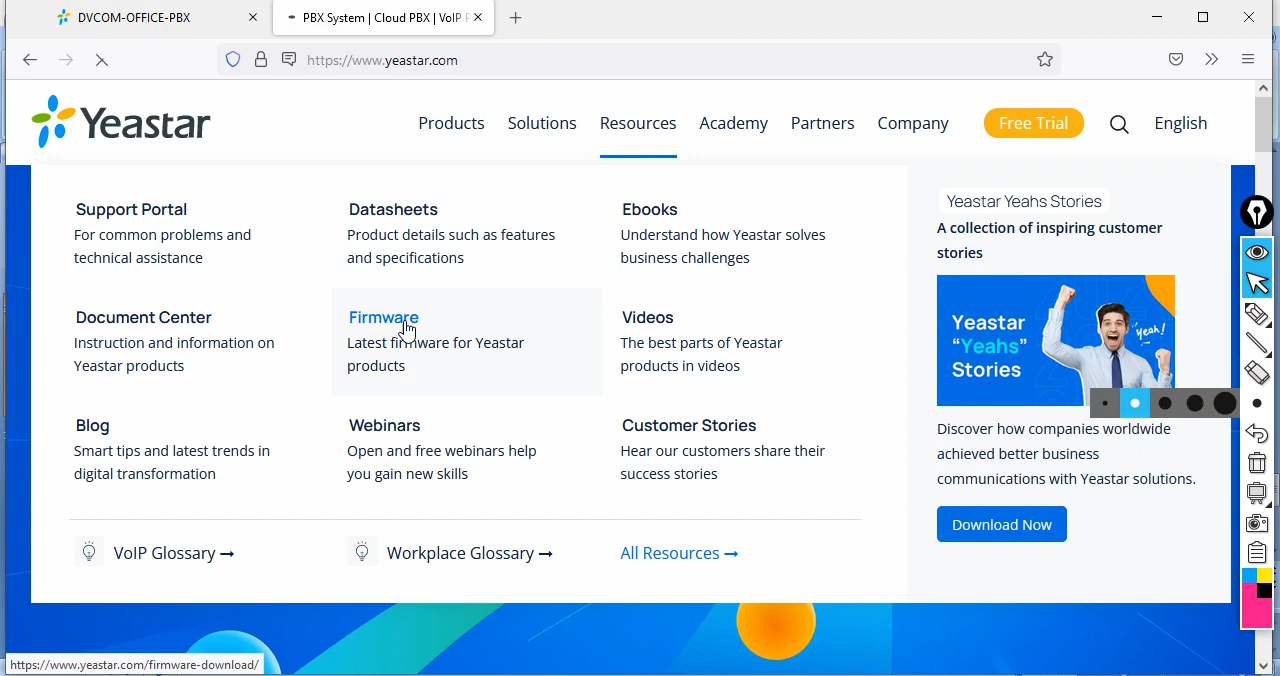 DVCOM-OFFICE-PBX
PBX System | Cloud PBX | VoIP P
https://www.yeastar.com
Yeastar
Products
Solutions
Resources
Academy
Partners
Company
Free Trial
English
Support Portal
For common problems and
technical assistance
Datasheets
Product details such as features
and specifications
Ebooks
Understand how Yeastar solves
business challenges
Document Center
Instruction and information on
Yeastar products
Firmware
Latest firmware for Yeastar
products
Videos
The best parts of Yeastar
products in videos
Blog
Smart tips and latest trends in
digital transformation
Webinars
Open and free webinars help
you gain new skills
Customer Stories
Hear our customers share their
success stories
VoIP Glossary →
Workplace Glossary →
All Resources →
Yeastar Yeahs Stories
A collection of inspiring customer
stories
Yeastar
“Yeahs”
Stories
yeah!
Discover how companies worldwide
achieved better business
communications with Yeastar solutions.
Download Now
https://www.yeastar.com/firmware-download/